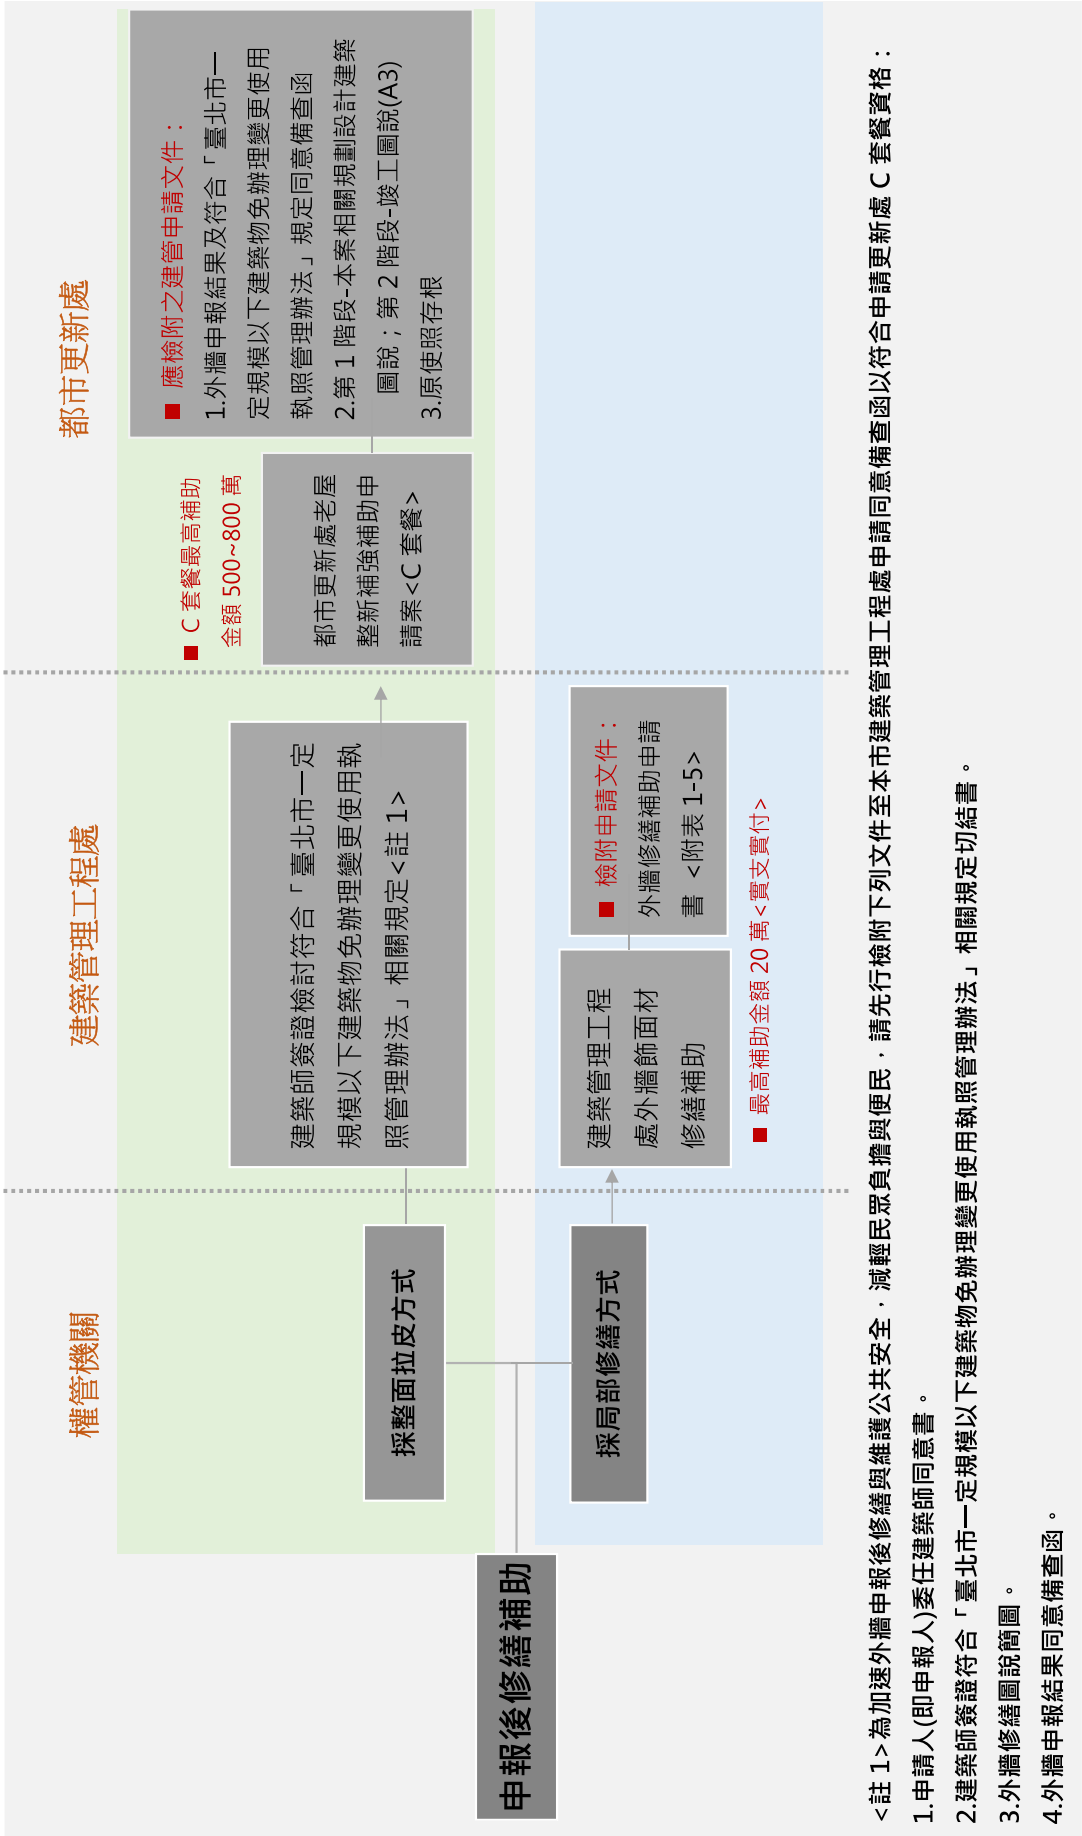 權管機關
建築管理工程處
都市更新處
申報後修繕補助
採整面拉皮方式
建築師簽證檢討符合「臺北市一定
規模以下建築物免辦理變更使用執
照管理辦法」相關規定<註 1>
■ C 套餐最高補助
金額 500~800 萬
都市更新處老屋
整新補強補助申
請案<C 套餐>
■ 應檢附之建管申請文件：
1.外牆申報結果及符合「臺北市一
定規模以下建築物免辦理變更使用
執照管理辦法」規定同意備查函
2.第 1 階段-本案相關規劃設計建築
圖說；第 2 階段-竣工圖說(A3)
3.原使照存根
採局部修繕方式
建築管理工程
處外牆飾面材
修繕補助
■ 檢附申請文件：
外牆修繕補助申請
書 <附表 1-5>
■ 最高補助金額 20 萬<實支實付>
<註 1>為加速外牆申報後修繕與維護公共安全，減輕民眾負擔與便民，請先行檢附下列文件至本市建築管理工程處申請同意備查函以符合申請更新處 C 套餐資格：
1.申請人(即申報人)委任建築師同意書。
2.建築師簽證符合「臺北市一定規模以下建築物免辦理變更使用執照管理辦法」相關規定切結書。
3.外牆修繕圖說簡圖。
4.外牆申報結果同意備查函。